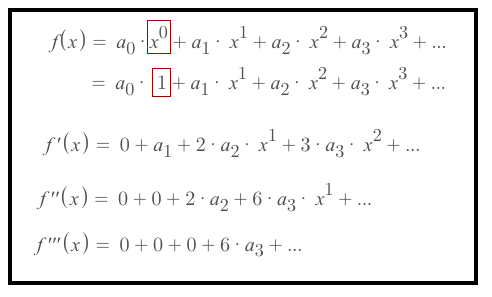 f(x) = a₀ · x⁰ + a₁ · x¹ + a₂ · x² + a₃ · x³ + ...
= a₀ · 1 + a₁ · x¹ + a₂ · x² + a₃ · x³ + ...
f′(x) = 0 + a₁ + 2 · a₂ · x¹ + 3 · a₃ · x² + ...
f″(x) = 0 + 0 + 2 · a₂ + 6 · a₃ · x¹ + ...
f‴(x) = 0 + 0 + 0 + 6 · a₃ + ...